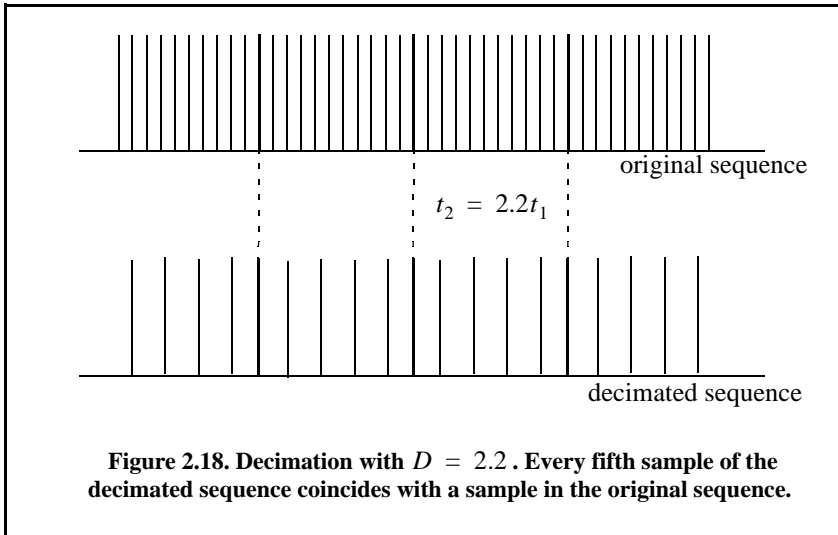 original sequence
t₂ = 2.2t₁
decimated sequence
Figure 2.18. Decimation with D = 2.2 . Every fifth sample of the
decimated sequence coincides with a sample in the original sequence.